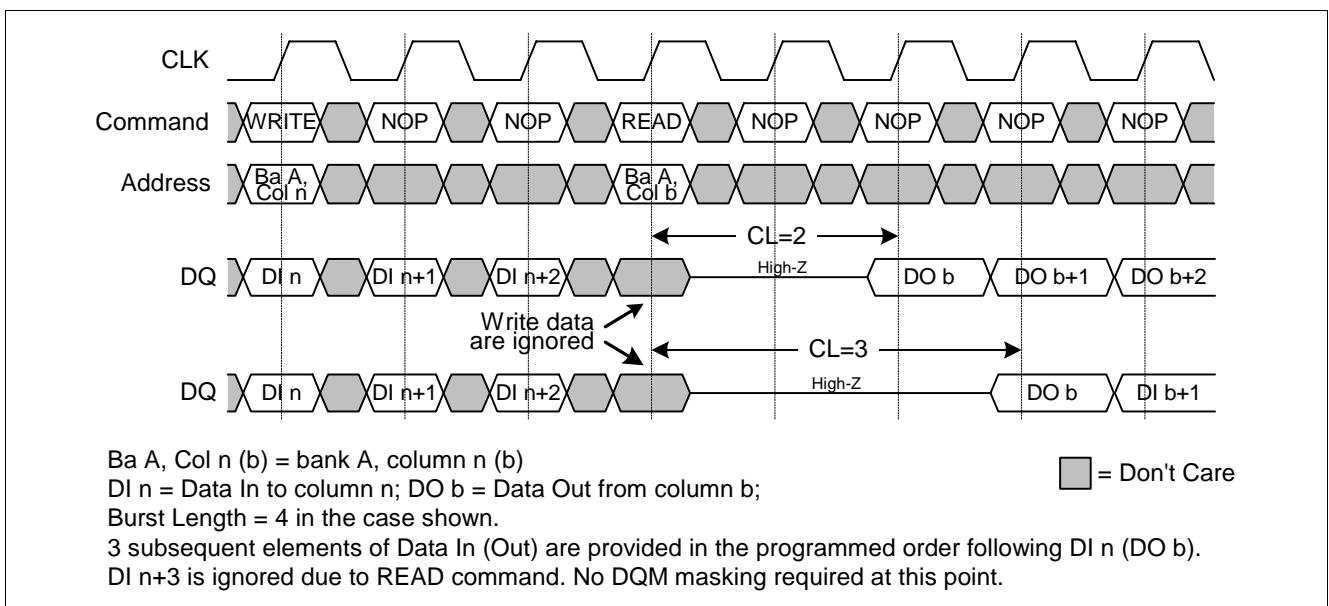 CLK
Command WRITE NOP NOP READ NOP NOP NOP NOP
Address Ba A, Col n Ba A, Col b
CL=2
DQ DI n DI n+1 DI n+2 High-Z DO b DO b+1 DO b+2
Write data
are ignored
CL=3
DQ DI n DI n+1 DI n+2 High-Z DO b DI b+1
Ba A, Col n (b) = bank A, column n (b)
= Don't Care
DI n = Data In to column n; DO b = Data Out from column b;
Burst Length = 4 in the case shown.
3 subsequent elements of Data In (Out) are provided in the programmed order following DI n (DO b).
DI n+3 is ignored due to READ command. No DQM masking required at this point.